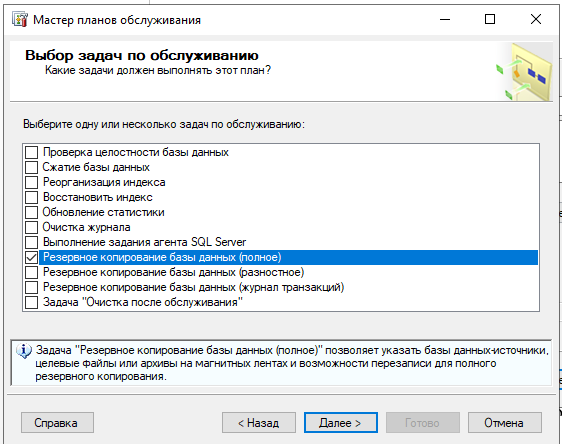 Мастер планов обслуживания
Выбор задач по обслуживанию
Какие задачи должен выполнять этот план?
Выберите одну или несколько задач по обслуживанию:
Проверка целостности базы данных
Сжатие базы данных
Реорганизация индекса
Восстановить индекс
Обновление статистики
Очистка журнала
Выполнение задания агента SQL Server
Резервное копирование базы данных (полное)
Резервное копирование базы данных (разностное)
Резервное копирование базы данных (журнал транзакций)
Задача "Очистка после обслуживания"
Задача "Резервное копирование базы данных (полное)" позволяет указать базы данных-источники,
целевые файлы или архивы на магнитных лентах и возможности перезаписи для полного
резервного копирования.
Справка
< Назад
Далее >
Готово
Отмена